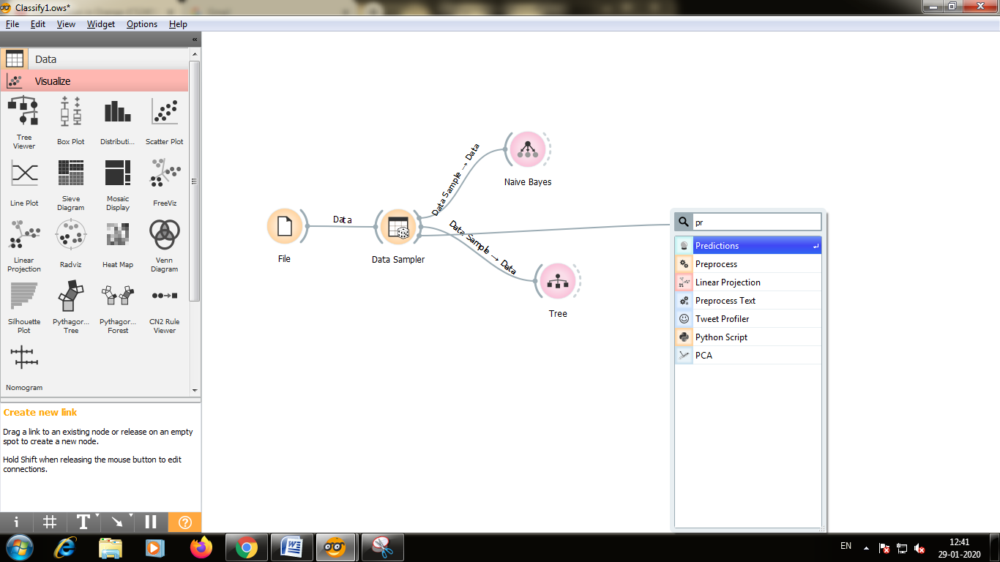 Classify1.ows*
File Edit View Widget Options Help
«
Data
Visualize
Tree
Viewer
Box Plot
Distributi...
Scatter Plot
Line Plot
Sieve
Diagram
Mosaic
Display
FreeViz
Linear
Projection
Radviz
Heat Map
Venn
Diagram
Silhouette
Plot
Pythagor...
Tree
Pythagor...
Forest
CN2 Rule
Viewer
Nomogram
Create new link
Drag a link to an existing node or release on an empty
spot to create a new node.
Hold Shift when releasing the mouse button to edit
connections.
File
Data
Data Sampler
Data Sample → Data
Naive Bayes
Data Sample → Data
Tree
pr
Predictions
Preprocess
Linear Projection
Preprocess Text
Tweet Profiler
Python Script
PCA
EN
12:41
29-01-2020